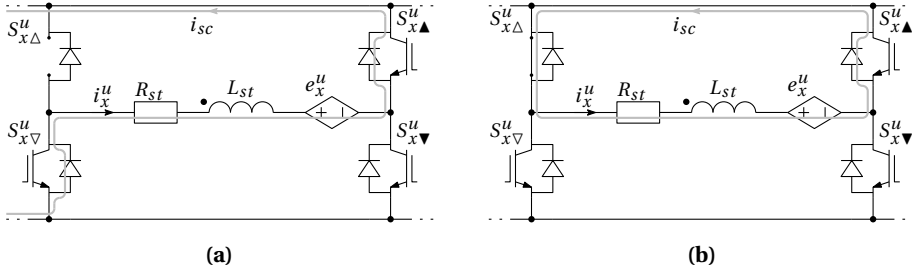 S^u_{x△} i_{sc} S^u_{x▲} S^u_{x△} i_{sc} S^u_{x▲}
i^u_x R_{st} L_{st} e^u_x i^u_x R_{st} L_{st} e^u_x
+ − + −
S^u_{x▽} S^u_{x▼} S^u_{x▽} S^u_{x▼}
(a) (b)